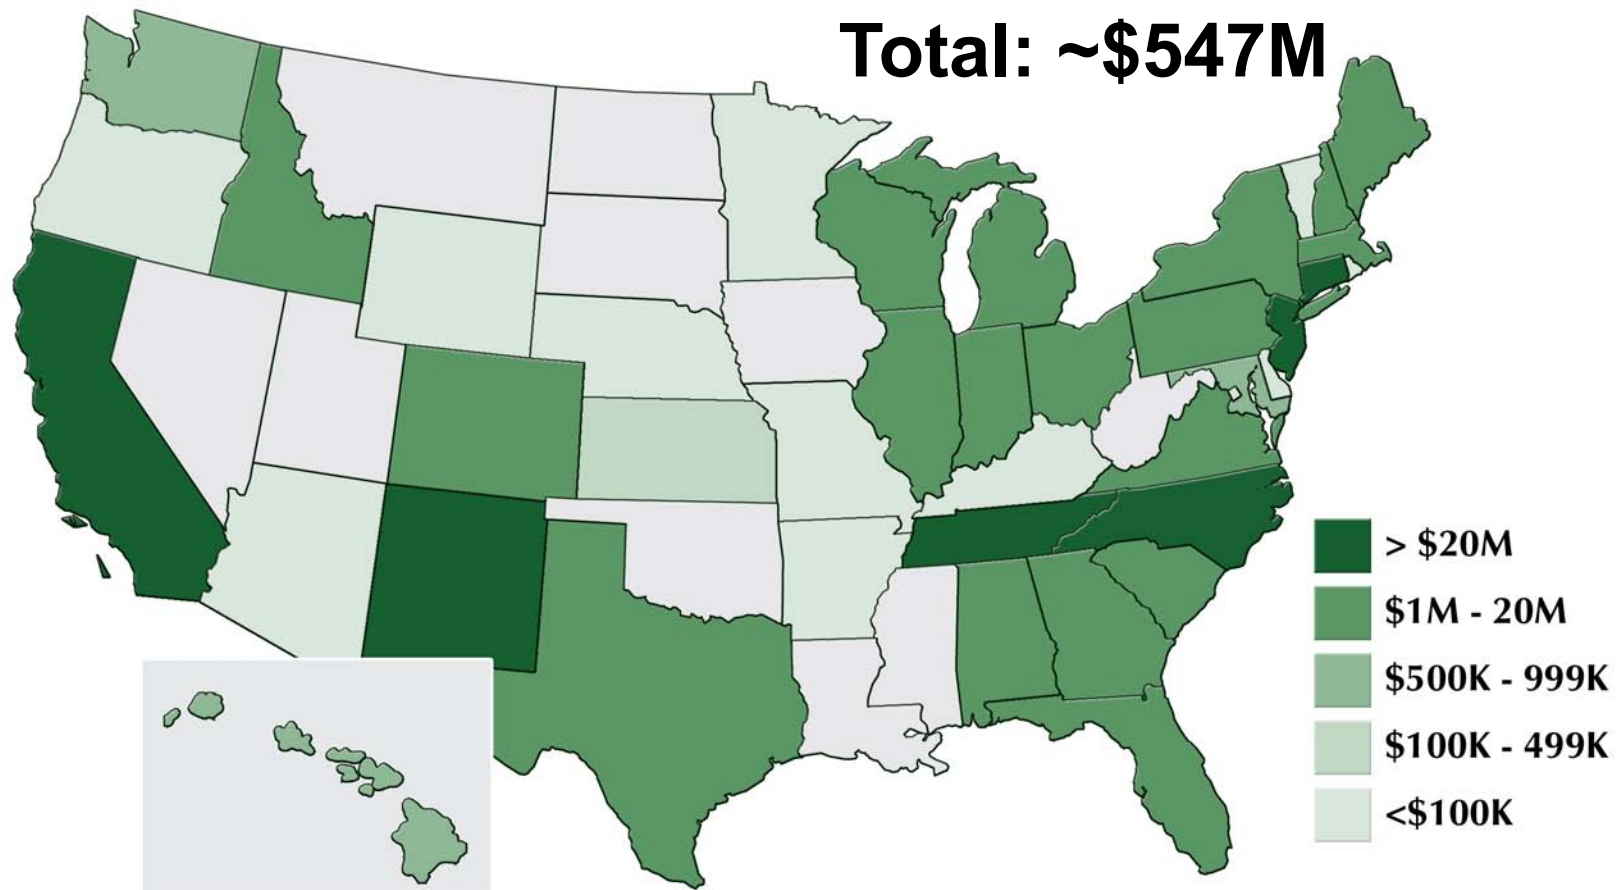 Total: ~$547M
> $20M
$1M - 20M
$500K - 999K
$100K - 499K
<$100K